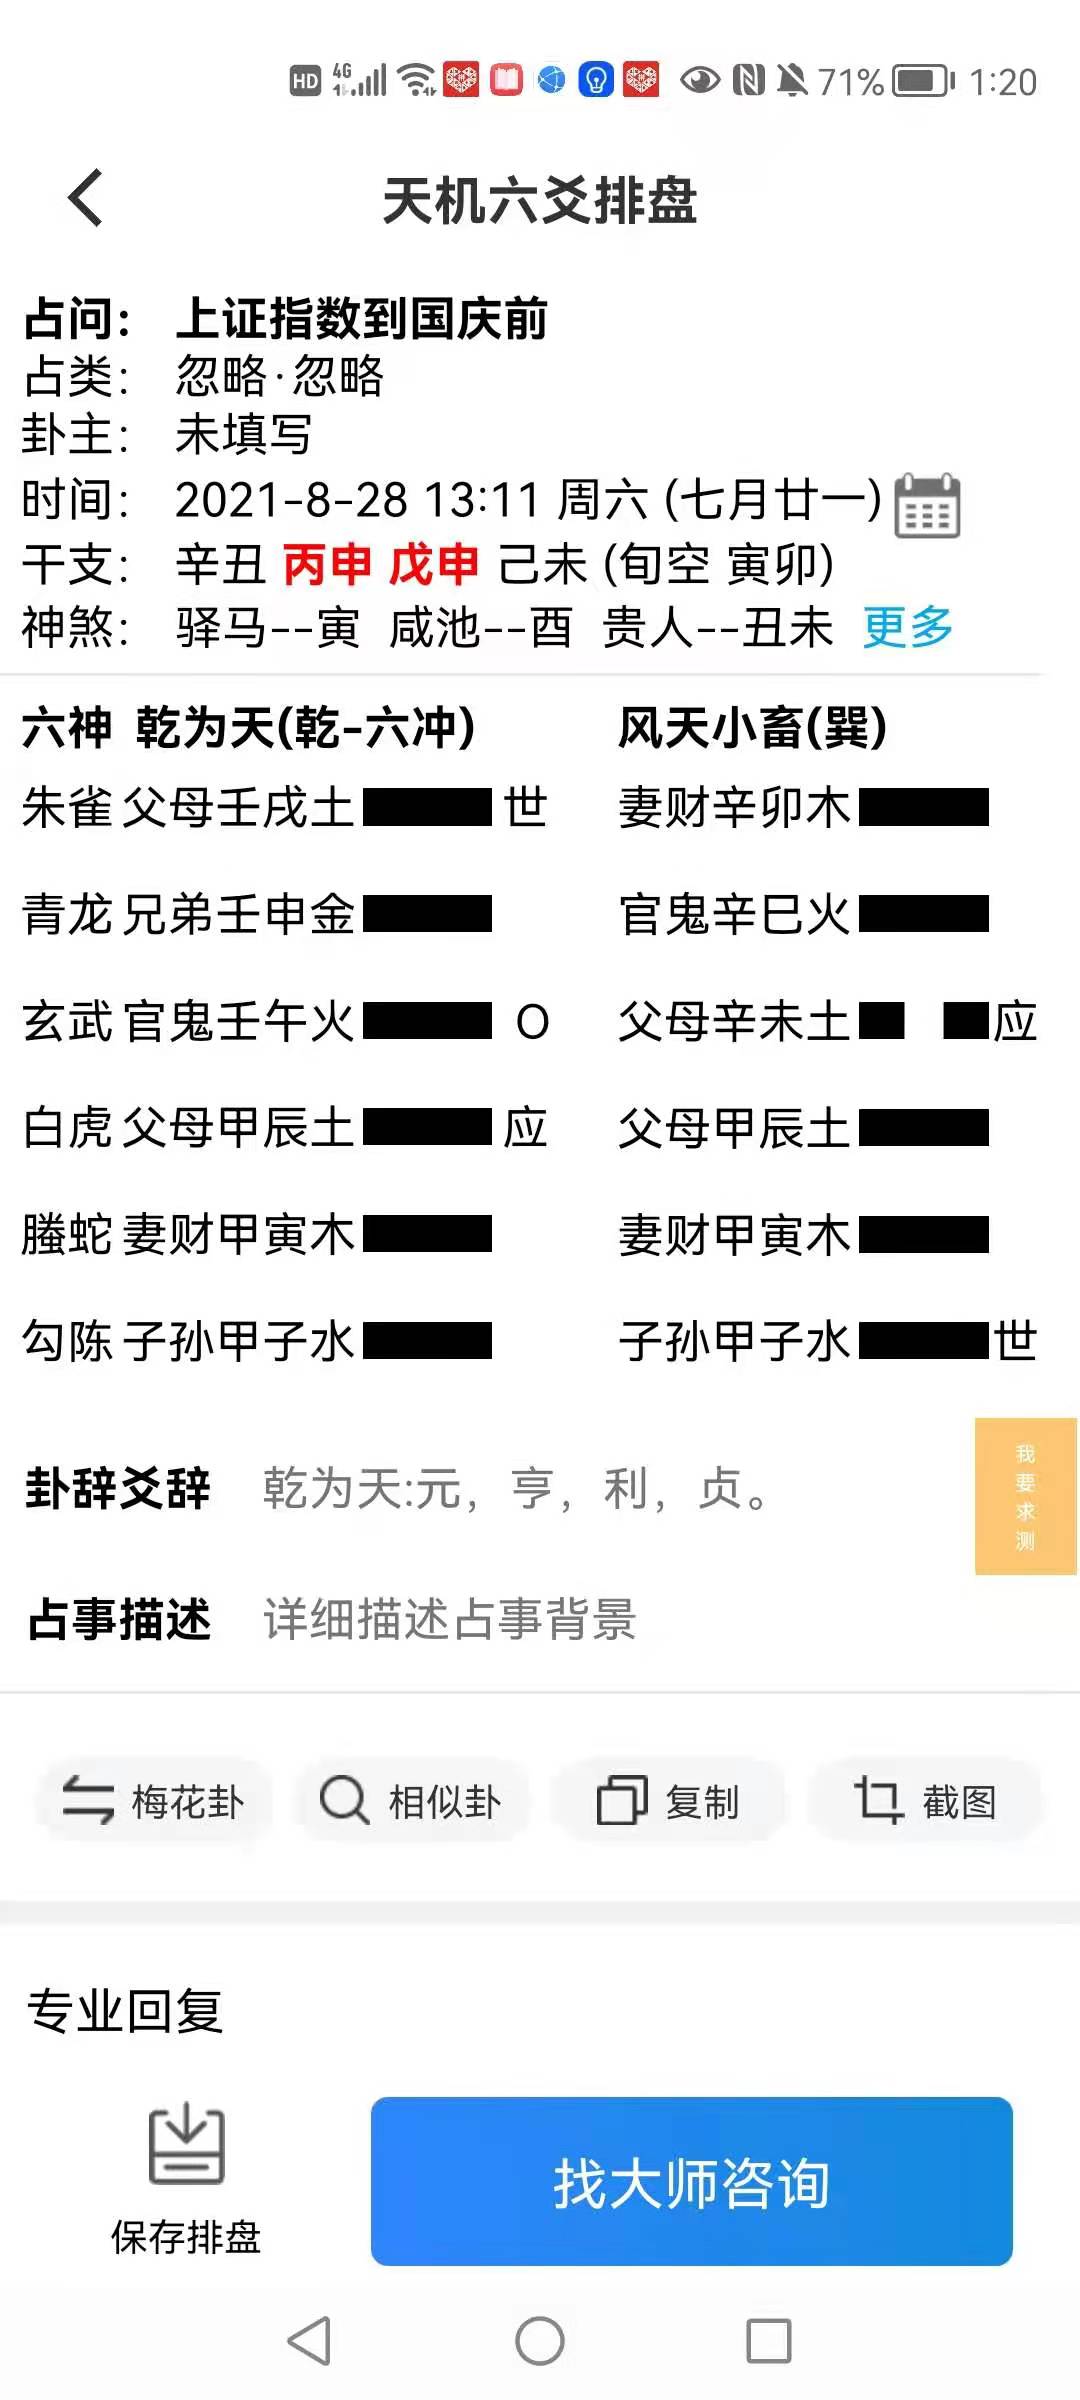 HD 4G 71% 1:20
天机六爻排盘
占问： 上证指数到国庆前
占类： 忽略·忽略
卦主： 未填写
时间： 2021-8-28 13:11 周六 (七月廿一)
干支： 辛丑 丙申 戊申 己未 (旬空 寅卯)
神煞： 驿马--寅 咸池--酉 贵人--丑未 更多
六神 乾为天(乾-六冲) 风天小畜(巽)
朱雀 父母壬戌土 世 妻财辛卯木
青龙 兄弟壬申金 官鬼辛巳火
玄武 官鬼壬午火 O 父母辛未土 应
白虎 父母甲辰土 应 父母甲辰土
螣蛇 妻财甲寅木 妻财甲寅木
勾陈 子孙甲子水 子孙甲子水 世
卦辞爻辞 乾为天:元，亨，利，贞。
我要求测
占事描述 详细描述占事背景
梅花卦 相似卦 复制 截图
专业回复
保存排盘 找大师咨询